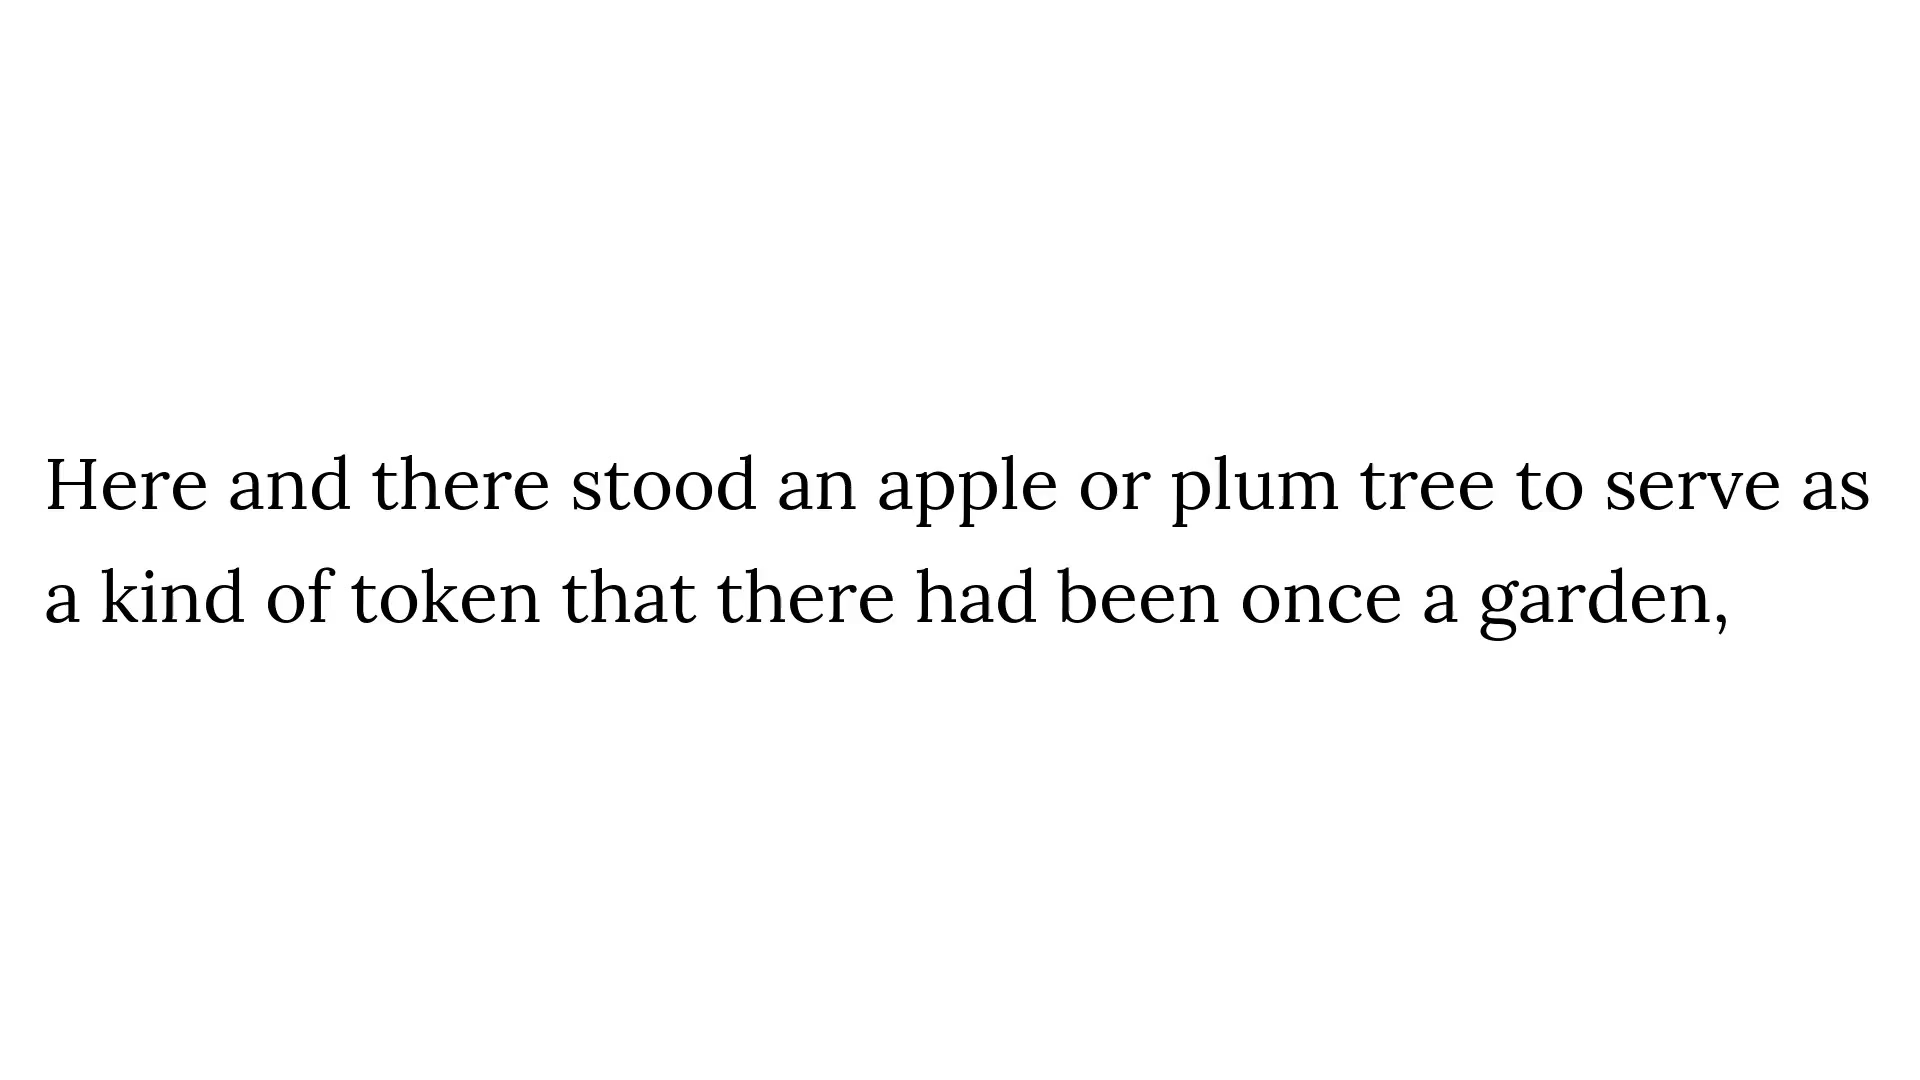 Here and there stood an apple or plum tree to serve as
a kind of token that there had been once a garden,